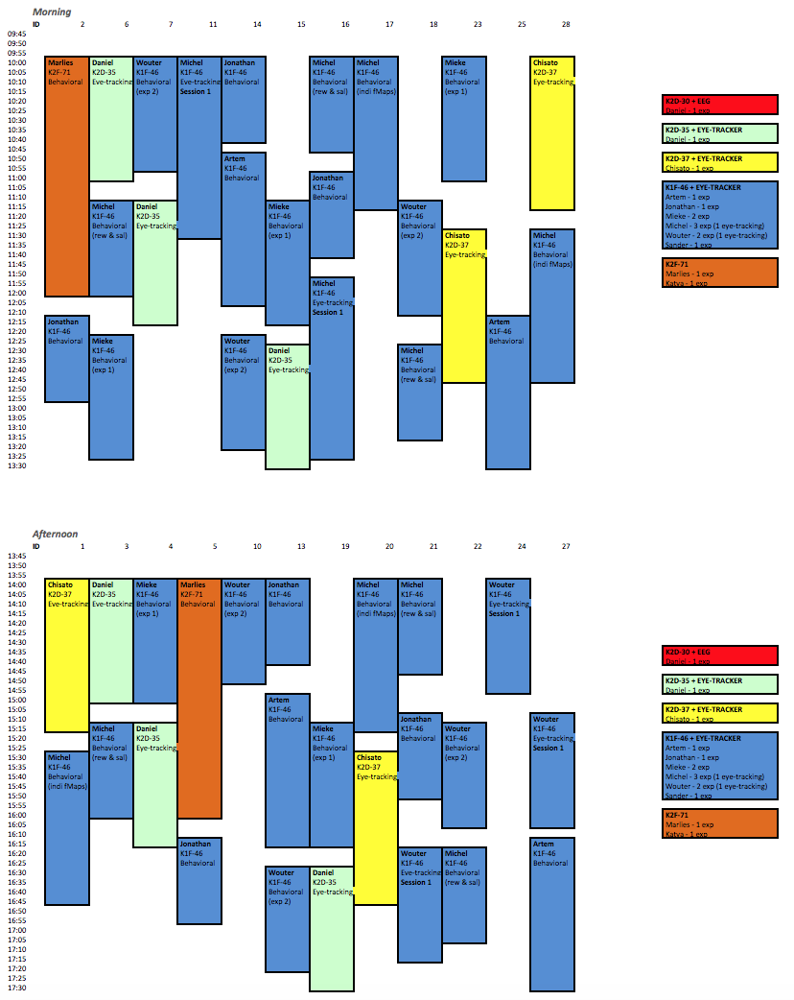 Morning
ID 2 6 7 11 14 15 16 17 18 23 25 28
09:45
09:50
09:55
10:00
10:05
10:10
10:15
10:20
10:25
10:30
10:35
10:40
10:45
10:50
10:55
11:00
11:05
11:10
11:15
11:20
11:25
11:30
11:35
11:40
11:45
11:50
11:55
12:00
12:05
12:10
12:15
12:20
12:25
12:30
12:35
12:40
12:45
12:50
12:55
13:00
13:05
13:10
13:15
13:20
13:25
13:30
Marlies
K2F-71
Behavioral
Jonathan
K1F-46
Behavioral
Daniel
K2D-35
Eye-tracking
Michel
K1F-46
Behavioral
(rew & sal)
Mieke
K1F-46
Behavioral
(exp 1)
Wouter
K1F-46
Behavioral
(exp 2)
Daniel
K2D-35
Eye-tracking
Michel
K1F-46
Eye-tracking
Session 1
Jonathan
K1F-46
Behavioral
Artem
K1F-46
Behavioral
Wouter
K1F-46
Behavioral
(exp 2)
Mieke
K1F-46
Behavioral
(exp 1)
Daniel
K2D-35
Eye-tracking
Michel
K1F-46
Behavioral
(rew & sal)
Jonathan
K1F-46
Behavioral
Michel
K1F-46
Eye-tracking
Session 1
Michel
K1F-46
Behavioral
(indi fMaps)
Wouter
K1F-46
Behavioral
(exp 2)
Michel
K1F-46
Behavioral
(rew & sal)
Mieke
K1F-46
Behavioral
(exp 1)
Chisato
K2D-37
Eye-tracking
Artem
K1F-46
Behavioral
Chisato
K2D-37
Eye-tracking
Michel
K1F-46
Behavioral
(indi fMaps)
K2D-30 + EEG
Daniel - 1 exp
K2D-35 + EYE-TRACKER
Daniel - 1 exp
K2D-37 + EYE-TRACKER
Chisato - 1 exp
K1F-46 + EYE-TRACKER
Artem - 1 exp
Jonathan - 1 exp
Mieke - 2 exp
Michel - 3 exp (1 eye-tracking)
Wouter - 2 exp (1 eye-tracking)
Sander - 1 exp
K2F-71
Marlies - 1 exp
Katya - 1 exp
Afternoon
ID 1 3 4 5 10 13 19 20 21 22 24 27
13:45
13:50
13:55
14:00
14:05
14:10
14:15
14:20
14:25
14:30
14:35
14:40
14:45
14:50
14:55
15:00
15:05
15:10
15:15
15:20
15:25
15:30
15:35
15:40
15:45
15:50
15:55
16:00
16:05
16:10
16:15
16:20
16:25
16:30
16:35
16:40
16:45
16:50
16:55
17:00
17:05
17:10
17:15
17:20
17:25
17:30
Chisato
K2D-37
Eye-tracking
Michel
K1F-46
Behavioral
(indi fMaps)
Daniel
K2D-35
Eye-tracking
Michel
K1F-46
Behavioral
(rew & sal)
Mieke
K1F-46
Behavioral
(exp 1)
Daniel
K2D-35
Eye-tracking
Marlies
K2F-71
Behavioral
Jonathan
K1F-46
Behavioral
Wouter
K1F-46
Behavioral
(exp 2)
Jonathan
K1F-46
Behavioral
Artem
K1F-46
Behavioral
Wouter
K1F-46
Behavioral
(exp 2)
Mieke
K1F-46
Behavioral
(exp 1)
Daniel
K2D-35
Eye-tracking
Michel
K1F-46
Behavioral
(indi fMaps)
Chisato
K2D-37
Eye-tracking
Michel
K1F-46
Behavioral
(rew & sal)
Jonathan
K1F-46
Behavioral
Wouter
K1F-46
Eye-tracking
Session 1
Wouter
K1F-46
Behavioral
(exp 2)
Michel
K1F-46
Behavioral
(rew & sal)
Wouter
K1F-46
Eye-tracking
Session 1
Wouter
K1F-46
Eye-tracking
Session 1
Artem
K1F-46
Behavioral
K2D-30 + EEG
Daniel - 1 exp
K2D-35 + EYE-TRACKER
Daniel - 1 exp
K2D-37 + EYE-TRACKER
Chisato - 1 exp
K1F-46 + EYE-TRACKER
Artem - 1 exp
Jonathan - 1 exp
Mieke - 2 exp
Michel - 3 exp (1 eye-tracking)
Wouter - 2 exp (1 eye-tracking)
Sander - 1 exp
K2F-71
Marlies - 1 exp
Katya - 1 exp